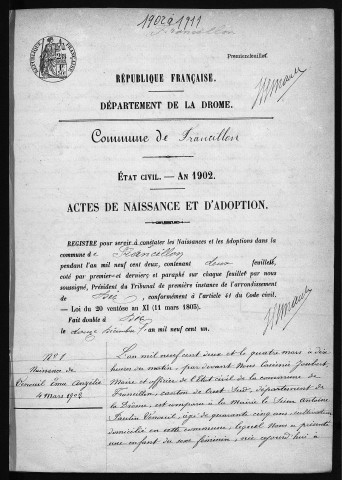 1902 à 1911
Francillon
Premier feuillet.
RÉPUBLIQUE FRANÇAISE.
DÉPARTEMENT DE LA DROME.
Commune de Francillon
ÉTAT CIVIL. — AN 1902.
ACTES DE NAISSANCE ET D'ADOPTION.
REGISTRE pour servir à constater les Naissances et les Adoptions dans la
commune de Francillon
pendant l'an mil neuf cent deux, contenant deux feuillets,
coté par premier et dernier, et paraphé sur chaque feuillet par nous
soussigné, Président du Tribunal de première instance de l'arrondissement
de Die, conformément à l'article 41 du Code civil.
— Loi du 20 ventôse an XI (11 mars 1803).
Fait double à Die
le douze Décembre an mil neuf cent un.
N° 1
Naissance de
4 Mars 1902
L'an mil neuf cent deux et le quatre mars à dix
heures du matin, par devant Nous Casimir Joubert,
Maire et officier de l'État civil de la commune de
Francillon, canton de Crest Sud, département de
la Drôme, est comparu à la Mairie le Sieur Antoine
Paulin, âgé de quarante cinq ans, cultivateur
domicilié en cette commune, lequel Nous a présenté
une enfant du sexe féminin, née aujourd'hui à